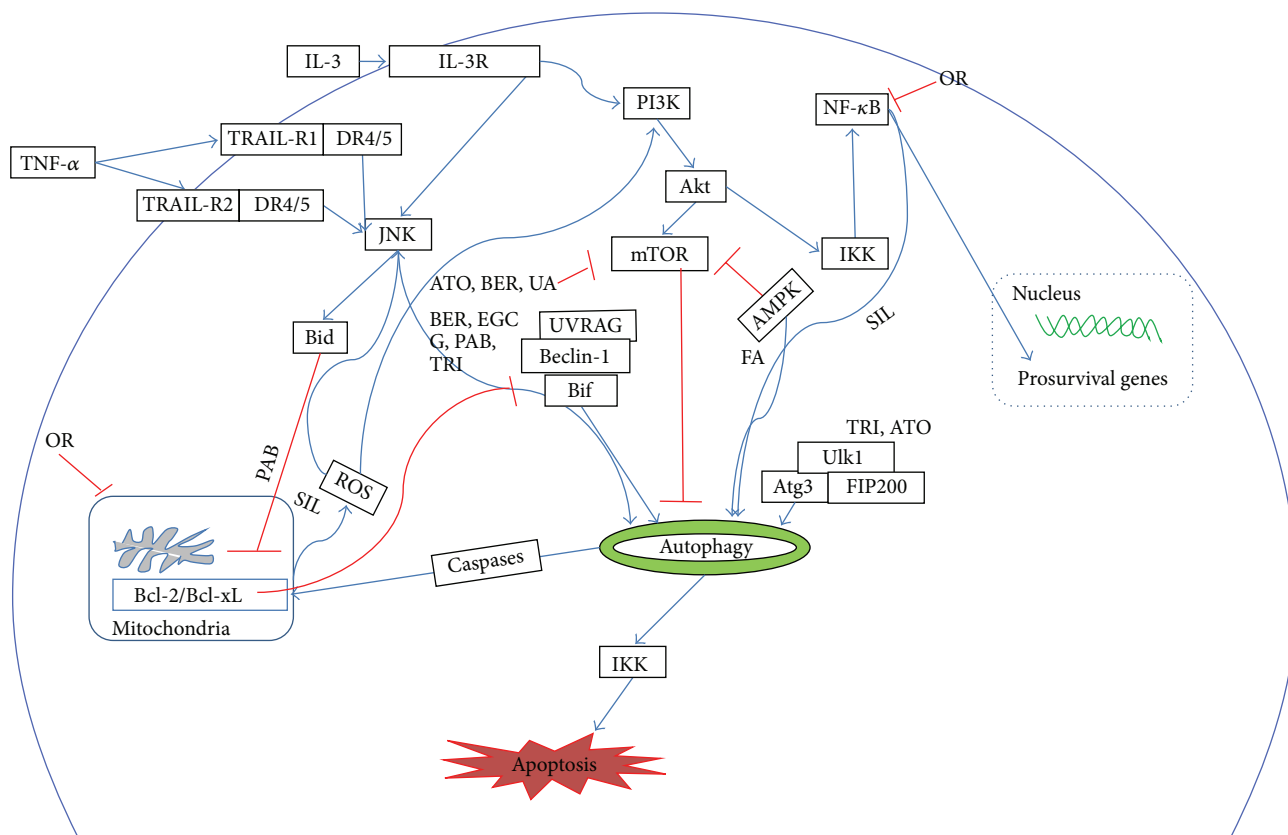 IL-3
IL-3R
OR
PI3K
NF-κB
TRAIL-R1
DR4/5
TNF-α
TRAIL-R2
DR4/5
Akt
JNK
mTOR
IKK
ATO, BER, UA
AMPK
Nucleus
BER, EGC
G, PAB,
TRI
UVRAG
SIL
Bid
Beclin-1
FA
Prosurvival genes
Bif
TRI, ATO
OR
PAB
Ulk1
ROS
SIL
Atg3
FIP200
Autophagy
Caspases
Bcl-2/Bcl-xL
Mitochondria
IKK
Apoptosis